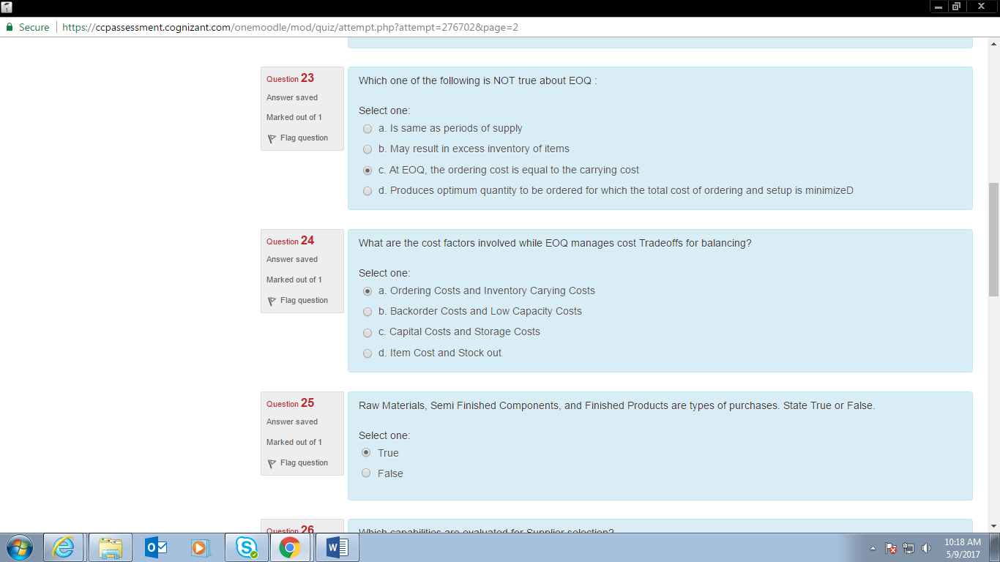 Secure
https://ccpassessment.cognizant.com/onemoodle/mod/quiz/attempt.php?attempt=276702&page=2
Question 23
Answer saved
Marked out of 1
Flag question
Which one of the following is NOT true about EOQ :
Select one:
a. Is same as periods of supply
b. May result in excess inventory of items
c. At EOQ, the ordering cost is equal to the carrying cost
d. Produces optimum quantity to be ordered for which the total cost of ordering and setup is minimizeD
Question 24
Answer saved
Marked out of 1
Flag question
What are the cost factors involved while EOQ manages cost Tradeoffs for balancing?
Select one:
a. Ordering Costs and Inventory Carying Costs
b. Backorder Costs and Low Capacity Costs
c. Capital Costs and Storage Costs
d. Item Cost and Stock out
Question 25
Answer saved
Marked out of 1
Flag question
Raw Materials, Semi Finished Components, and Finished Products are types of purchases. State True or False.
Select one:
True
False
Question 26
Which capabilities are evaluated for Supplier selection?
10:18 AM
5/9/2017